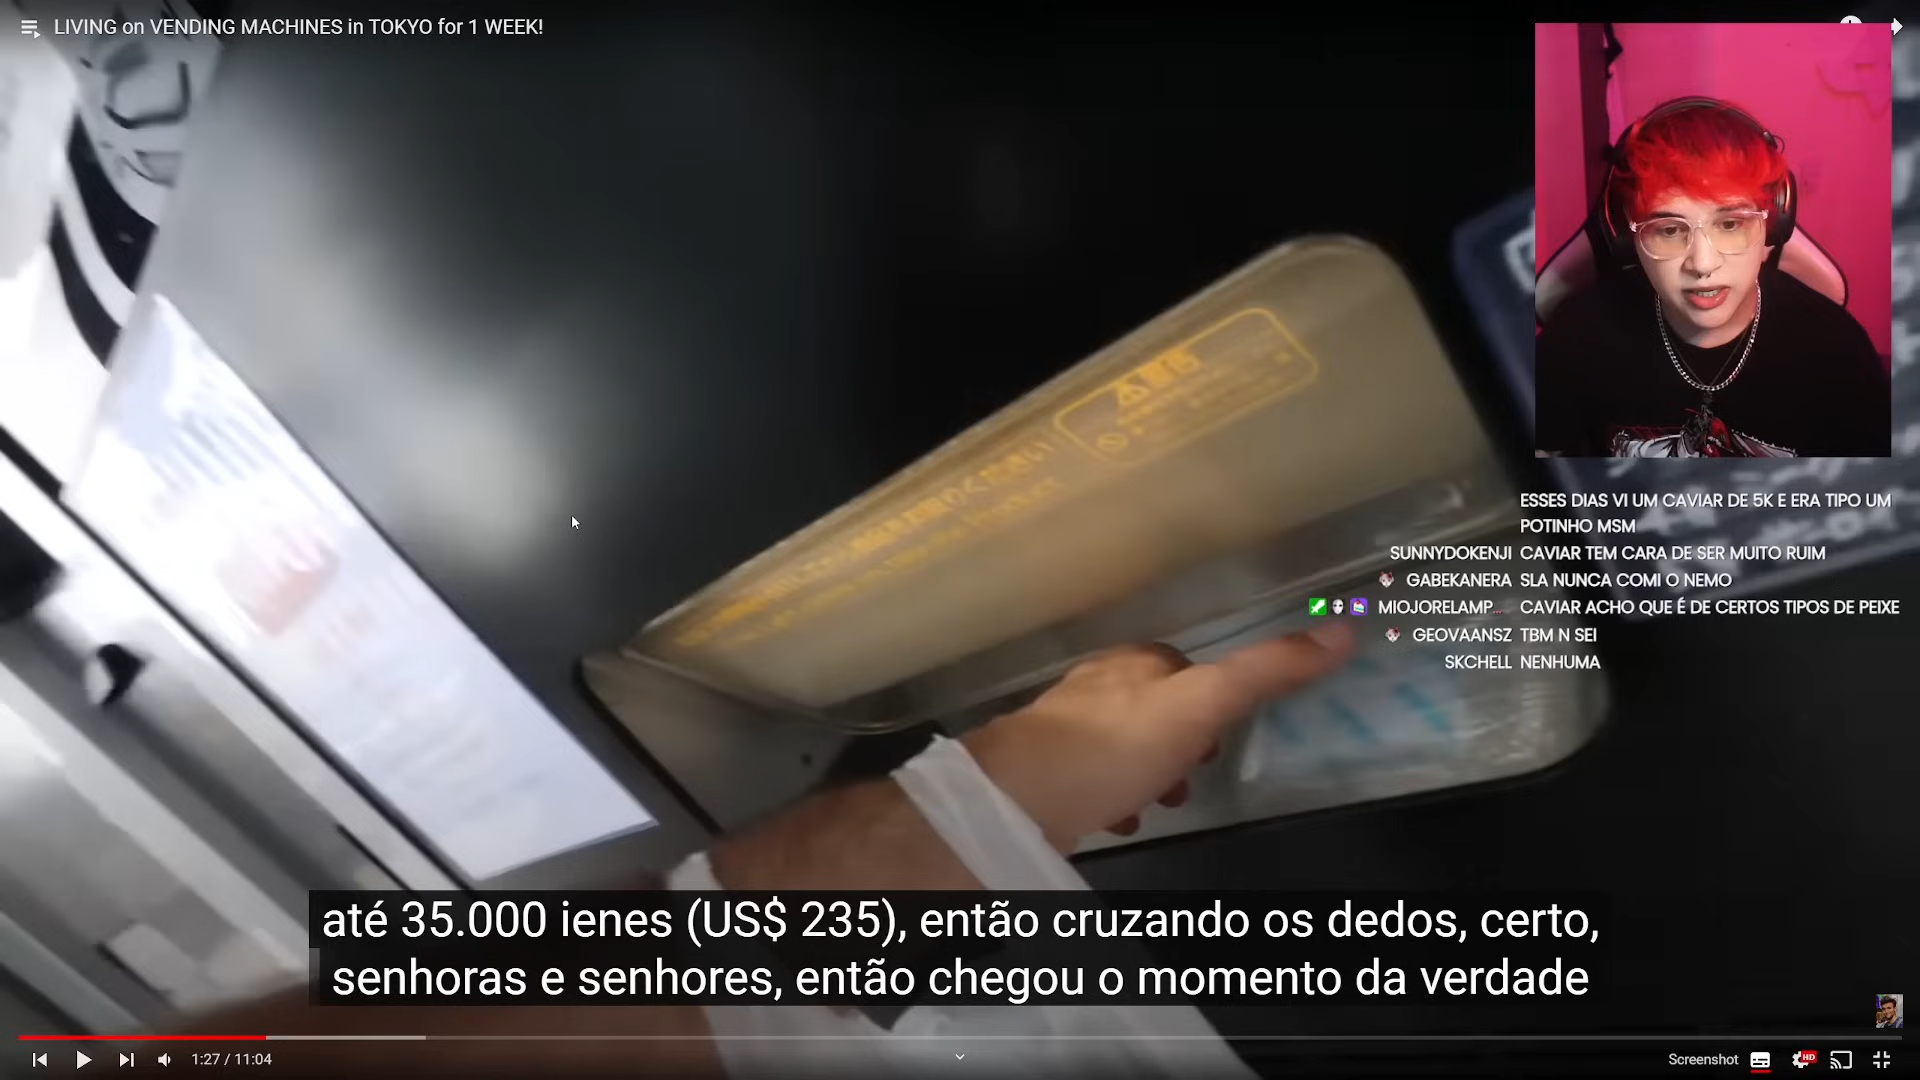 LIVING on VENDING MACHINES in TOKYO for 1 WEEK!
ESSES DIAS VI UM CAVIAR DE 5K E ERA TIPO UM
POTINHO MSM
SUNNYDOKENJI CAVIAR TEM CARA DE SER MUITO RUIM
GABEKANERA SLA NUNCA COMI O NEMO
MIOJORELAMP... CAVIAR ACHO QUE É DE CERTOS TIPOS DE PEIXE
GEOVAANSZ TBM N SEI
SKCHELL NENHUMA
até 35.000 ienes (US$ 235), então cruzando os dedos, certo,
senhoras e senhores, então chegou o momento da verdade
1:27 / 11:04
Screenshot
HD